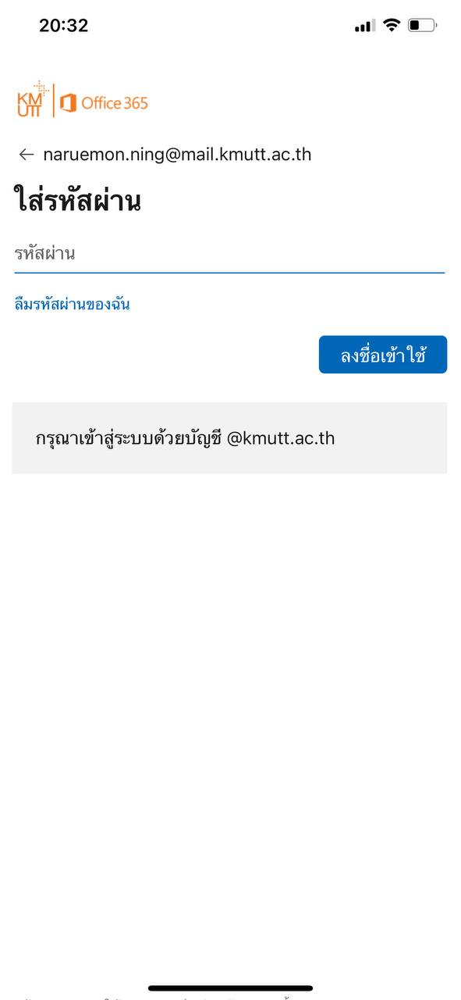 20:32
KMUTT Office 365
naruemon.ning@mail.kmutt.ac.th
ใส่รหัสผ่าน
รหัสผ่าน
ลืมรหัสผ่านของฉัน
ลงชื่อเข้าใช้
กรุณาเข้าสู่ระบบด้วยบัญชี @kmutt.ac.th